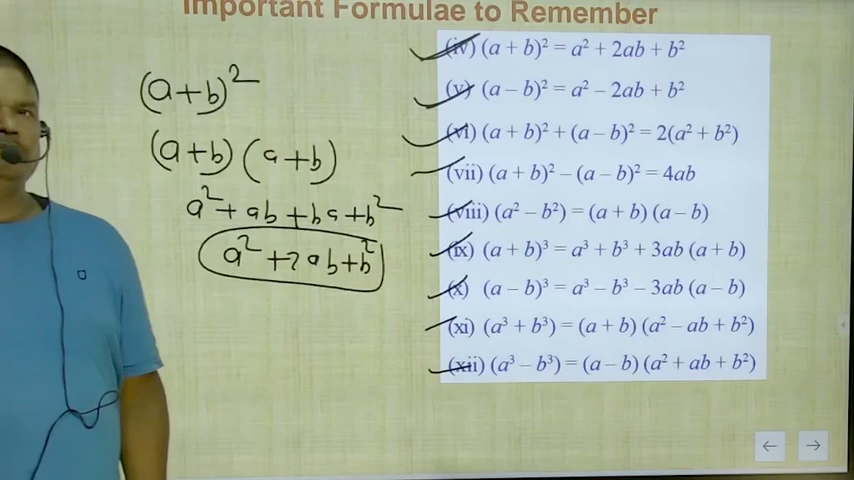 Important Formulae to Remember
(a+b)²
(a+b) (a+b)
a²+ab+ba+b²
a²+2ab+b²
(iv) (a + b)² = a² + 2ab + b²
(v) (a – b)² = a² – 2ab + b²
(vi) (a + b)² + (a – b)² = 2(a² + b²)
(vii) (a + b)² – (a – b)² = 4ab
(viii) (a² – b²) = (a + b) (a – b)
(ix) (a + b)³ = a³ + b³ + 3ab (a + b)
(x) (a – b)³ = a³ – b³ – 3ab (a – b)
(xi) (a³ + b³) = (a + b) (a² – ab + b²)
(xii) (a³ – b³) = (a – b) (a² + ab + b²)